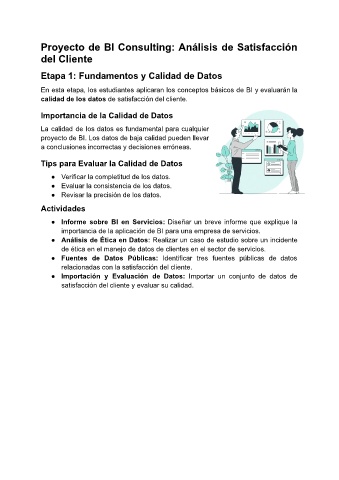 Proyecto de BI Consulting: Análisis de Satisfacción
del Cliente
Etapa 1: Fundamentos y Calidad de Datos
En esta etapa, los estudiantes aplicaran los conceptos básicos de BI y evaluarán la
calidad de los datos de satisfacción del cliente.
Importancia de la Calidad de Datos
La calidad de los datos es fundamental para cualquier
proyecto de BI. Los datos de baja calidad pueden llevar
a conclusiones incorrectas y decisiones erróneas.
Tips para Evaluar la Calidad de Datos
● Verificar la completitud de los datos.
● Evaluar la consistencia de los datos.
● Revisar la precisión de los datos.
Actividades
● Informe sobre BI en Servicios: Diseñar un breve informe que explique la
importancia de la aplicación de BI para una empresa de servicios.
● Análisis de Ética en Datos: Realizar un caso de estudio sobre un incidente
de ética en el manejo de datos de clientes en el sector de servicios.
● Fuentes de Datos Públicas: Identificar tres fuentes públicas de datos
relacionadas con la satisfacción del cliente.
● Importación y Evaluación de Datos: Importar un conjunto de datos de
satisfacción del cliente y evaluar su calidad.